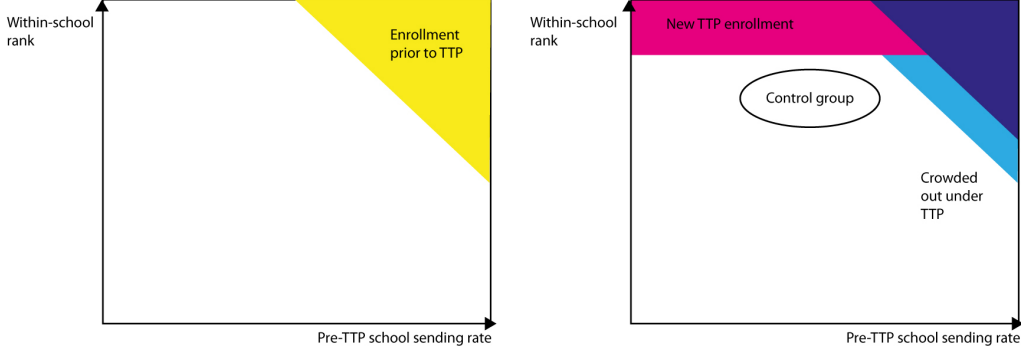 Within-school
rank
Enrollment
prior to TTP
Pre-TTP school sending rate
Within-school
rank
New TTP enrollment
Control group
Crowded
out under
TTP
Pre-TTP school sending rate